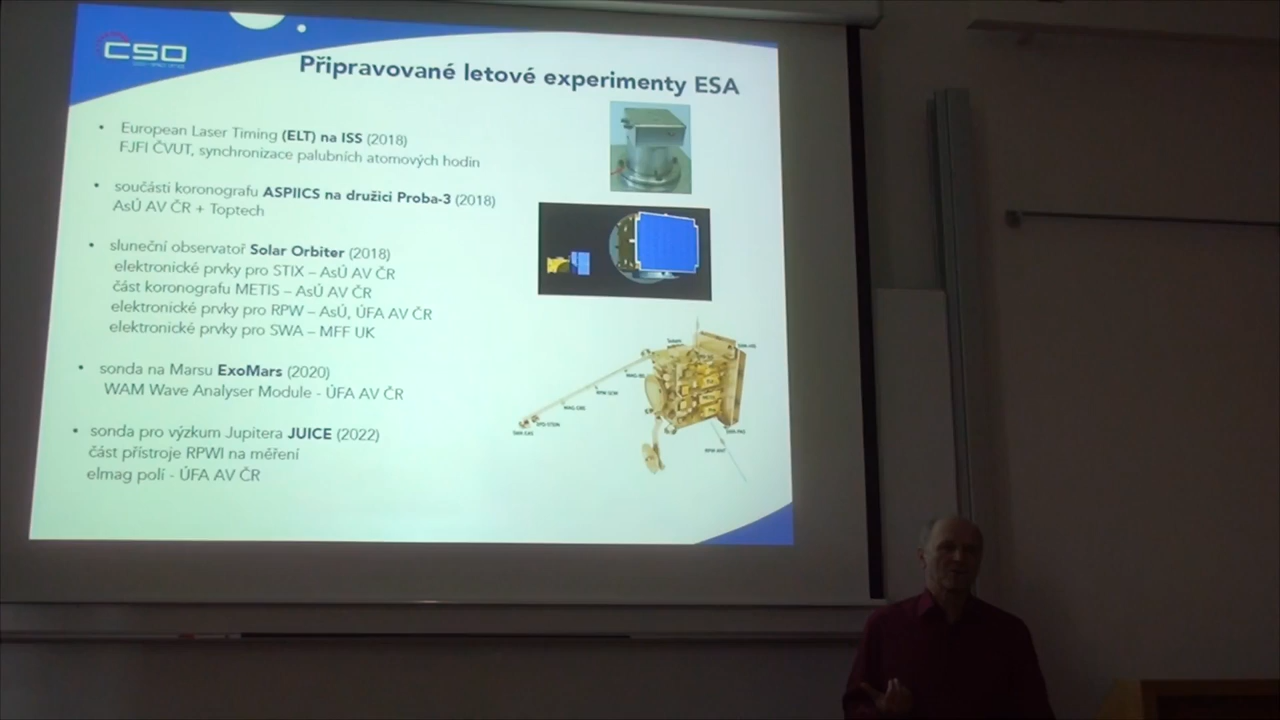 CSO
Připravované letové experimenty ESA
• European Laser Timing (ELT) na ISS (2018)
FJFI ČVUT, synchronizace palubních atomových hodin
• součásti koronografu ASPIICS na družici Proba-3 (2018)
AsÚ AV ČR + Toptech
• sluneční observatoř Solar Orbiter (2018)
elektronické prvky pro STIX – AsÚ AV ČR
část koronografu METIS – AsÚ AV ČR
elektronické prvky pro RPW – AsÚ, ÚFA AV ČR
elektronické prvky pro SWA – MFF UK
• sonda na Marsu ExoMars (2020)
WAM Wave Analyser Module - ÚFA AV ČR
• sonda pro výzkum Jupitera JUICE (2022)
část přístroje RPWI na měření
elmag polí - ÚFA AV ČR